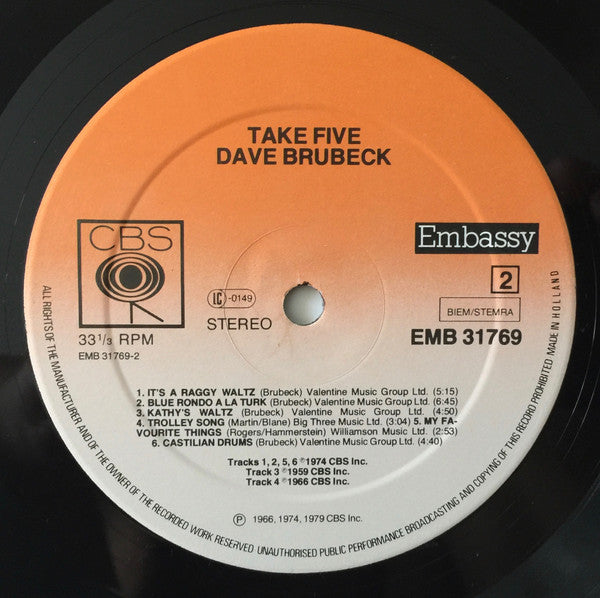 TAKE FIVE
DAVE BRUBECK
CBS
Embassy
2
LC -0149
BIEM/STEMRA
STEREO
33 1/3 RPM
EMB 31769-2
EMB 31769
1. IT'S A RAGGY WALTZ (Brubeck) Valentine Music Group Ltd. (5:15)
2. BLUE RONDO A LA TURK (Brubeck) Valentine Music Group Ltd. (6:45)
3. KATHY'S WALTZ (Brubeck) Valentine Music Group Ltd. (4:50)
4. TROLLEY SONG (Martin/Blane) Big Three Music Ltd. (3:04) 5. MY FA-
VOURITE THINGS (Rogers/Hammerstein) Williamson Music Ltd. (2:53)
6. CASTILIAN DRUMS (Brubeck) Valentine Music Group Ltd. (4:40)
Tracks 1, 2, 5, 6 ℗1974 CBS Inc.
Track 3 ℗1959 CBS Inc.
Track 4 ℗1966 CBS Inc.
℗ 1966, 1974, 1979 CBS Inc.
ALL RIGHTS OF THE MANUFACTURER AND OF THE OWNER OF THE RECORDED WORK RESERVED UNAUTHORISED PUBLIC PERFORMANCE BROADCASTING AND COPYING OF THIS RECORD PROHIBITED MADE IN HOLLAND